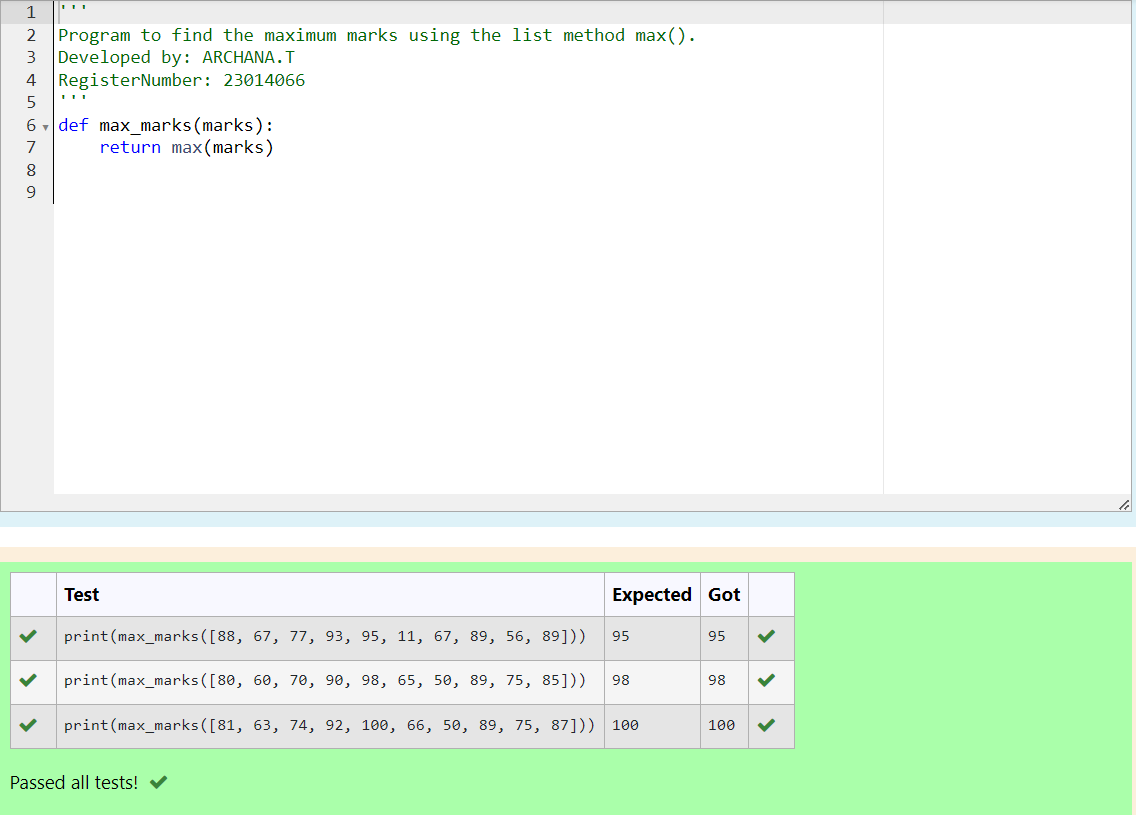 1 '''
2 Program to find the maximum marks using the list method max().
3 Developed by: ARCHANA.T
4 RegisterNumber: 23014066
5 '''
6 def max_marks(marks):
7     return max(marks)
8
9
Test Expected Got
print(max_marks([88, 67, 77, 93, 95, 11, 67, 89, 56, 89])) 95 95
print(max_marks([80, 60, 70, 90, 98, 65, 50, 89, 75, 85])) 98 98
print(max_marks([81, 63, 74, 92, 100, 66, 50, 89, 75, 87])) 100 100
Passed all tests!